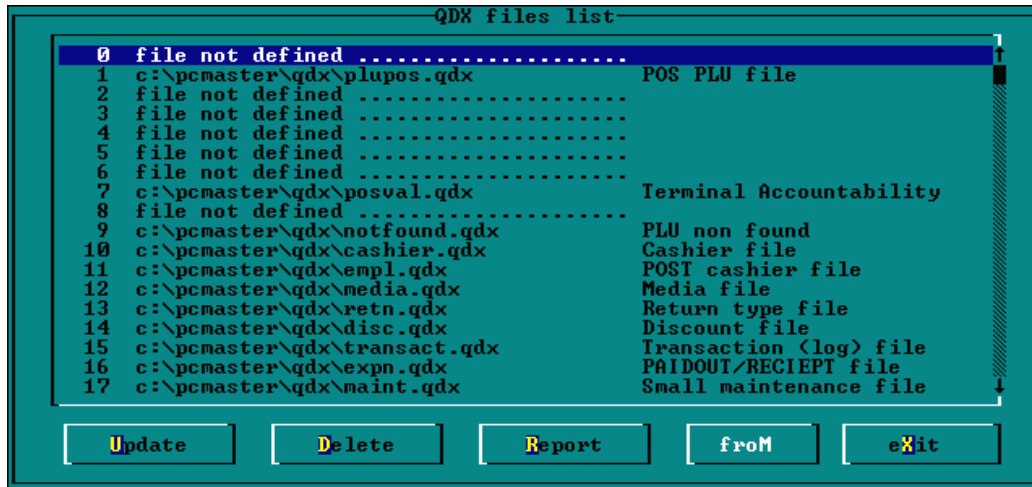 QDX files list
0 file not defined .....................
1 c:\pcmaster\qdx\plupos.qdx POS PLU file
2 file not defined .....................
3 file not defined .....................
4 file not defined .....................
5 file not defined .....................
6 file not defined .....................
7 c:\pcmaster\qdx\posval.qdx Terminal Accountability
8 file not defined .....................
9 c:\pcmaster\qdx\notfound.qdx PLU non found
10 c:\pcmaster\qdx\cashier.qdx Cashier file
11 c:\pcmaster\qdx\empl.qdx POST cashier file
12 c:\pcmaster\qdx\media.qdx Media file
13 c:\pcmaster\qdx\retn.qdx Return type file
14 c:\pcmaster\qdx\disc.qdx Discount file
15 c:\pcmaster\qdx\transact.qdx Transaction (log) file
16 c:\pcmaster\qdx\expn.qdx PAIDOUT/RECIEPT file
17 c:\pcmaster\qdx\maint.qdx Small maintenance file
Update Delete Report froM eXit